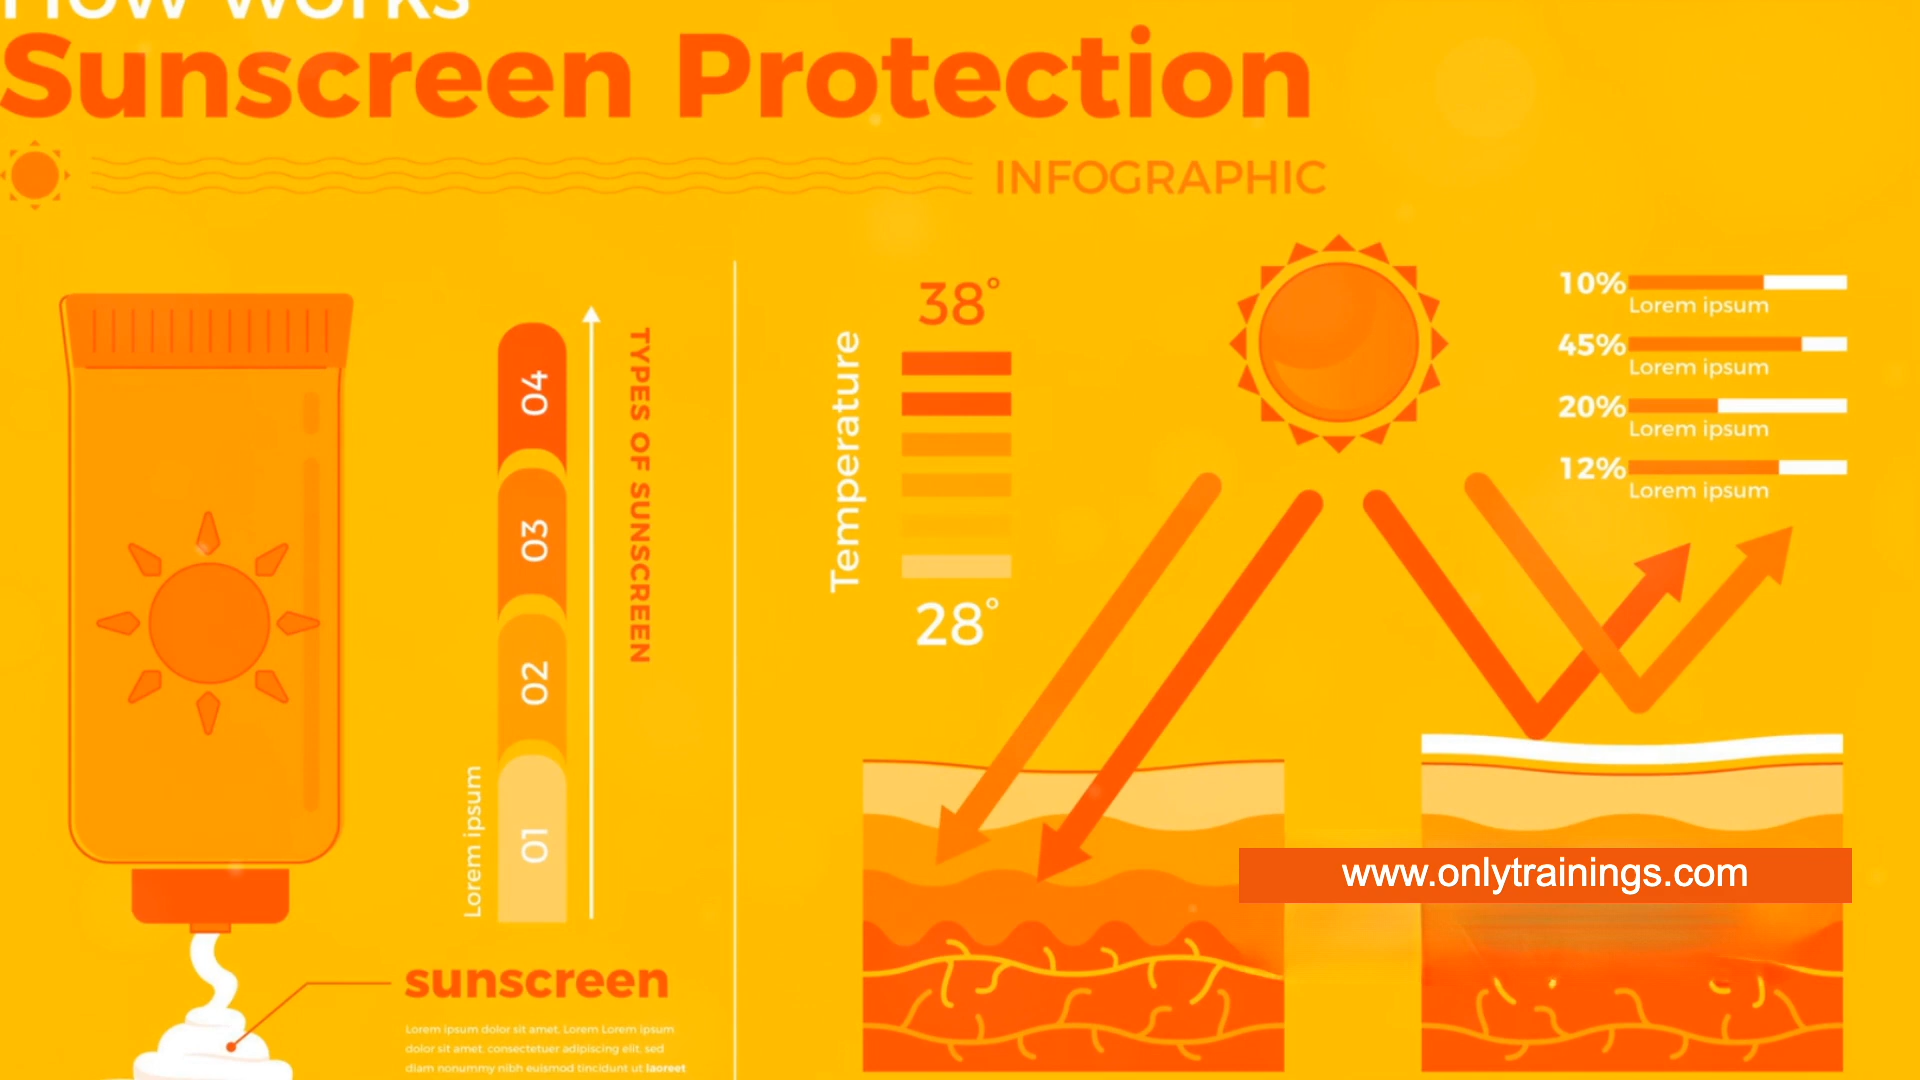 How Works
Sunscreen Protection
INFOGRAPHIC
04
03
02
01
Lorem ipsum
TYPES OF SUNSCREEN
Temperature
38°
28°
10%
Lorem ipsum
45%
Lorem ipsum
20%
Lorem ipsum
12%
Lorem ipsum
www.onlytrainings.com
sunscreen
Lorem ipsum dolor sit amet. Lorem Lorem ipsum
dolor sit amet. consectetuer adipiscing elit. sed
diam nonummy nibh euismod tincidunt ut laoreet